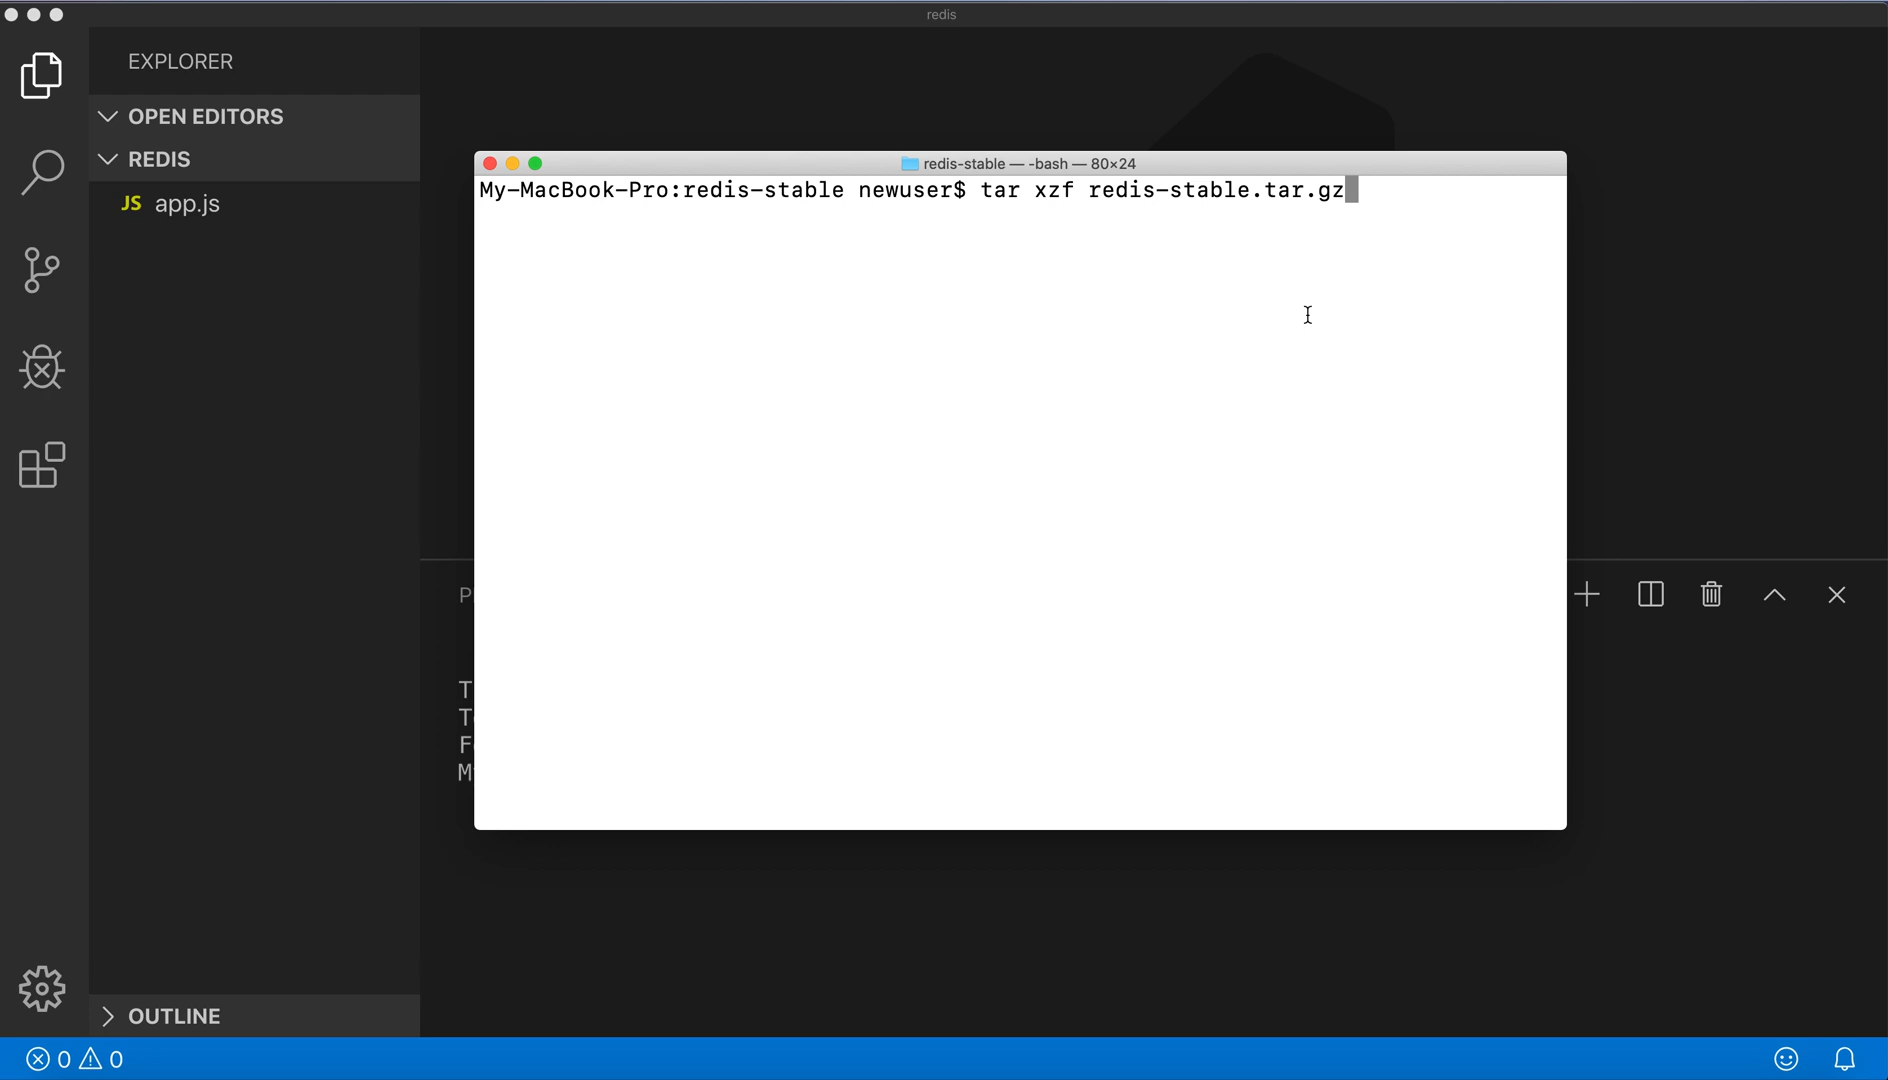 redis
EXPLORER
OPEN EDITORS
REDIS
JS app.js
redis-stable — -bash — 80×24
My-MacBook-Pro:redis-stable newuser$ tar xzf redis-stable.tar.gz
OUTLINE
0 0